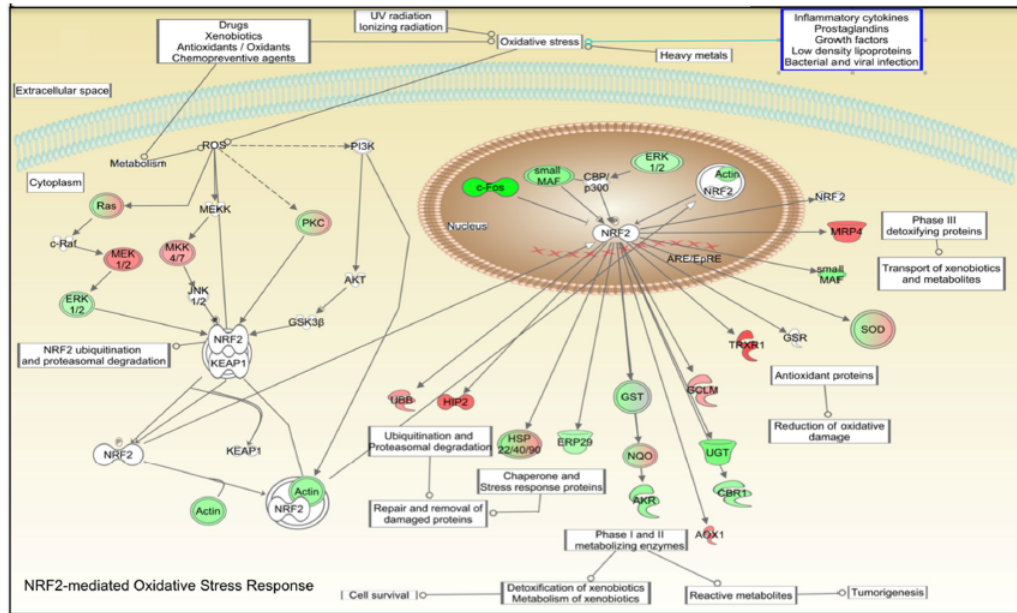 Drugs
Xenobiotics
Antioxidants / Oxidants
Chemopreventive agents
UV radiation
Ionizing radiation
Oxidative stress
Heavy metals
Inflammatory cytokines
Prostaglandins
Growth factors
Low density lipoproteins
Bacterial and viral infection
Extracellular space
Metabolism
ROS
PI3K
Cytoplasm
Ras
MEKK
PKC
c-Raf
MEK
1/2
MKK
4/7
ERK
1/2
JNK
1/2
AKT
GSK3β
NRF2
KEAP1
NRF2 ubiquitination
and proteasomal degradation
P
NRF2
KEAP1
Actin
Actin
NRF2
c-Fos
small
MAF
CBP/
p300
ERK
1/2
Actin
NRF2
Nucleus
P
NRF2
ARE/EpRE
NRF2
MRP4
small
MAF
Phase III
detoxifying proteins
Transport of xenobiotics
and metabolites
SOD
GSR
TRXR1
GCLM
Antioxidant proteins
Reduction of oxidative
damage
UBB
HIP2
HSP
22/40/90
ERP29
GST
NQO
AKR
UGT
CBR1
AOX1
Ubiquitination and
Proteasomal degradation
Chaperone and
Stress response proteins
Repair and removal of
damaged proteins
Phase I and II
metabolizing enzymes
NRF2-mediated Oxidative Stress Response
Cell survival
Detoxification of xenobiotics
Metabolism of xenobiotics
Reactive metabolites
Tumorigenesis